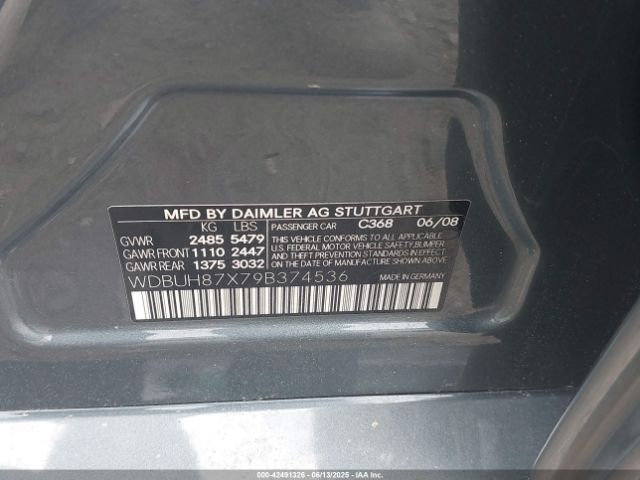 MFD BY DAIMLER AG STUTTGART
KG LBS PASSENGER CAR C368 06/08
GVWR 2485 5479 THIS VEHICLE CONFORMS TO ALL APPLICABLE
GAWR FRONT 1110 2447 U.S. FEDERAL MOTOR VEHICLE SAFETY, BUMPER
GAWR REAR 1375 3032 AND THEFT PREVENTION STANDARDS IN EFFECT
ON THE DATE OF MANUFACTURE SHOWN ABOVE
WDBUH87X79B374536 MADE IN GERMANY
000-42491326 - 06/13/2025 - IAAI.COM